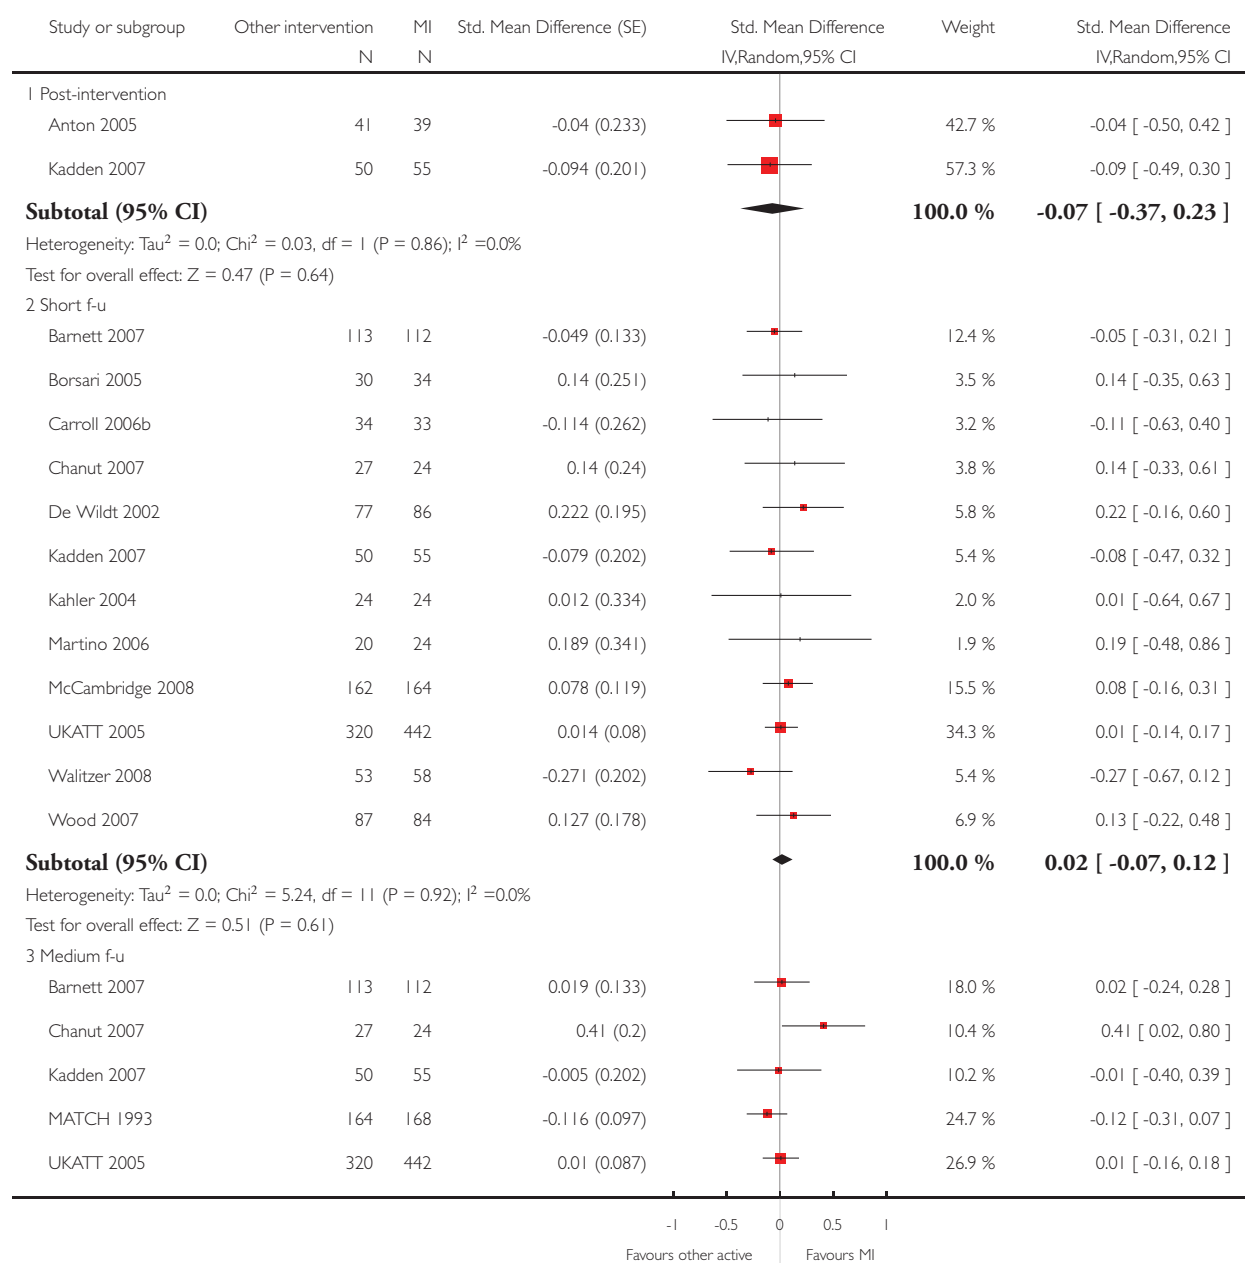 Study or subgroup Other intervention MI Std. Mean Difference (SE) Std. Mean Difference Weight Std. Mean Difference
N N IV,Random,95% CI IV,Random,95% CI
1 Post-intervention
Anton 2005 41 39 -0.04 (0.233) 42.7 % -0.04 [ -0.50, 0.42 ]
Kadden 2007 50 55 -0.094 (0.201) 57.3 % -0.09 [ -0.49, 0.30 ]
Subtotal (95% CI) 100.0 % -0.07 [ -0.37, 0.23 ]
Heterogeneity: Tau² = 0.0; Chi² = 0.03, df = 1 (P = 0.86); I² =0.0%
Test for overall effect: Z = 0.47 (P = 0.64)
2 Short f-u
Barnett 2007 113 112 -0.049 (0.133) 12.4 % -0.05 [ -0.31, 0.21 ]
Borsari 2005 30 34 0.14 (0.251) 3.5 % 0.14 [ -0.35, 0.63 ]
Carroll 2006b 34 33 -0.114 (0.262) 3.2 % -0.11 [ -0.63, 0.40 ]
Chanut 2007 27 24 0.14 (0.24) 3.8 % 0.14 [ -0.33, 0.61 ]
De Wildt 2002 77 86 0.222 (0.195) 5.8 % 0.22 [ -0.16, 0.60 ]
Kadden 2007 50 55 -0.079 (0.202) 5.4 % -0.08 [ -0.47, 0.32 ]
Kahler 2004 24 24 0.012 (0.334) 2.0 % 0.01 [ -0.64, 0.67 ]
Martino 2006 20 24 0.189 (0.341) 1.9 % 0.19 [ -0.48, 0.86 ]
McCambridge 2008 162 164 0.078 (0.119) 15.5 % 0.08 [ -0.16, 0.31 ]
UKATT 2005 320 442 0.014 (0.08) 34.3 % 0.01 [ -0.14, 0.17 ]
Walitzer 2008 53 58 -0.271 (0.202) 5.4 % -0.27 [ -0.67, 0.12 ]
Wood 2007 87 84 0.127 (0.178) 6.9 % 0.13 [ -0.22, 0.48 ]
Subtotal (95% CI) 100.0 % 0.02 [ -0.07, 0.12 ]
Heterogeneity: Tau² = 0.0; Chi² = 5.24, df = 11 (P = 0.92); I² =0.0%
Test for overall effect: Z = 0.51 (P = 0.61)
3 Medium f-u
Barnett 2007 113 112 0.019 (0.133) 18.0 % 0.02 [ -0.24, 0.28 ]
Chanut 2007 27 24 0.41 (0.2) 10.4 % 0.41 [ 0.02, 0.80 ]
Kadden 2007 50 55 -0.005 (0.202) 10.2 % -0.01 [ -0.40, 0.39 ]
MATCH 1993 164 168 -0.116 (0.097) 24.7 % -0.12 [ -0.31, 0.07 ]
UKATT 2005 320 442 0.01 (0.087) 26.9 % 0.01 [ -0.16, 0.18 ]
-1 -0.5 0 0.5 1
Favours other active Favours MI